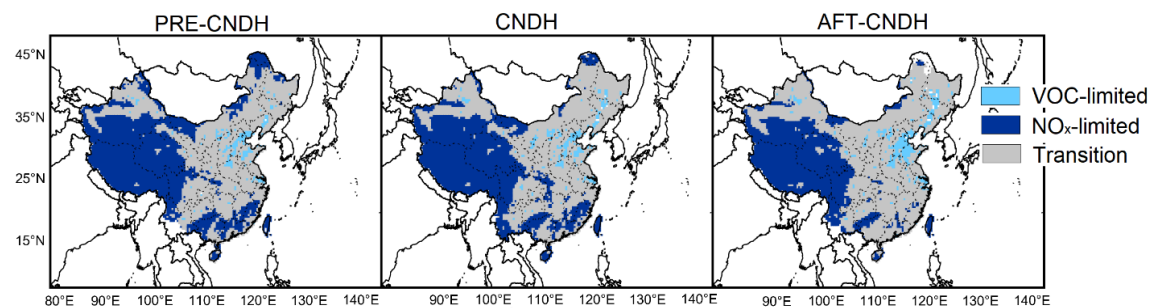 PRE-CNDH CNDH AFT-CNDH
45°N
35°N
25°N
15°N
VOC-limited
NOx-limited
Transition
80°E 90°E 100°E 110°E 120°E 130°E 140°E 90°E 100°E 110°E 120°E 130°E 140°E 90°E 100°E 110°E 120°E 130°E 140°E